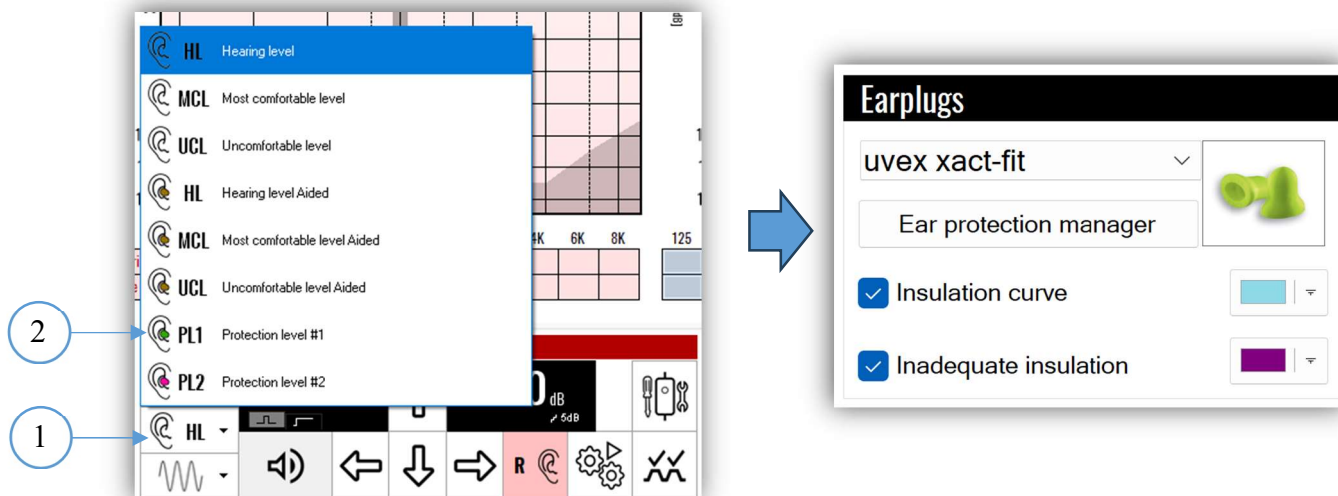 [dB]
HL Hearing level
MCL Most comfortable level
UCL Uncomfortable level
HL Hearing level Aided
MCL Most comfortable level Aided
4K 6K 8K 125
UCL Uncomfortable level Aided
2
PL1 Protection level #1
PL2 Protection level #2
dB
5dB
1
HL
R
Earplugs
uvex xact-fit
Ear protection manager
Insulation curve
Inadequate insulation